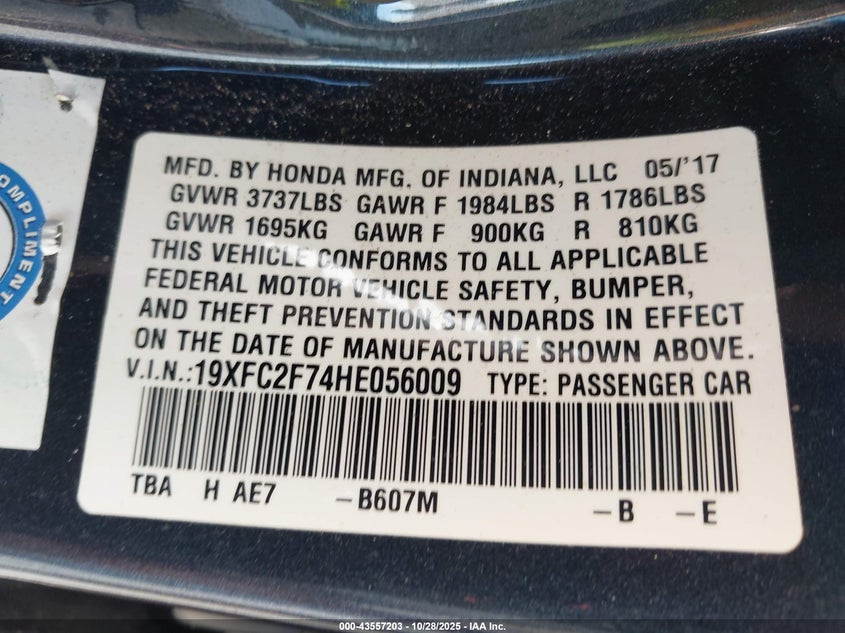 COMPLIMENT
MFD. BY HONDA MFG. OF INDIANA, LLC 05/'17
GVWR 3737LBS GAWR F 1984LBS R 1786LBS
GVWR 1695KG GAWR F 900KG R 810KG
THIS VEHICLE CONFORMS TO ALL APPLICABLE
FEDERAL MOTOR VEHICLE SAFETY, BUMPER,
AND THEFT PREVENTION STANDARDS IN EFFECT
ON THE DATE OF MANUFACTURE SHOWN ABOVE.
V.I.N.:19XFC2F74HE056009 TYPE: PASSENGER CAR
TBA H AE7 -B607M -B -E
000-43557203 | 10/28/2025 | IAA Inc.